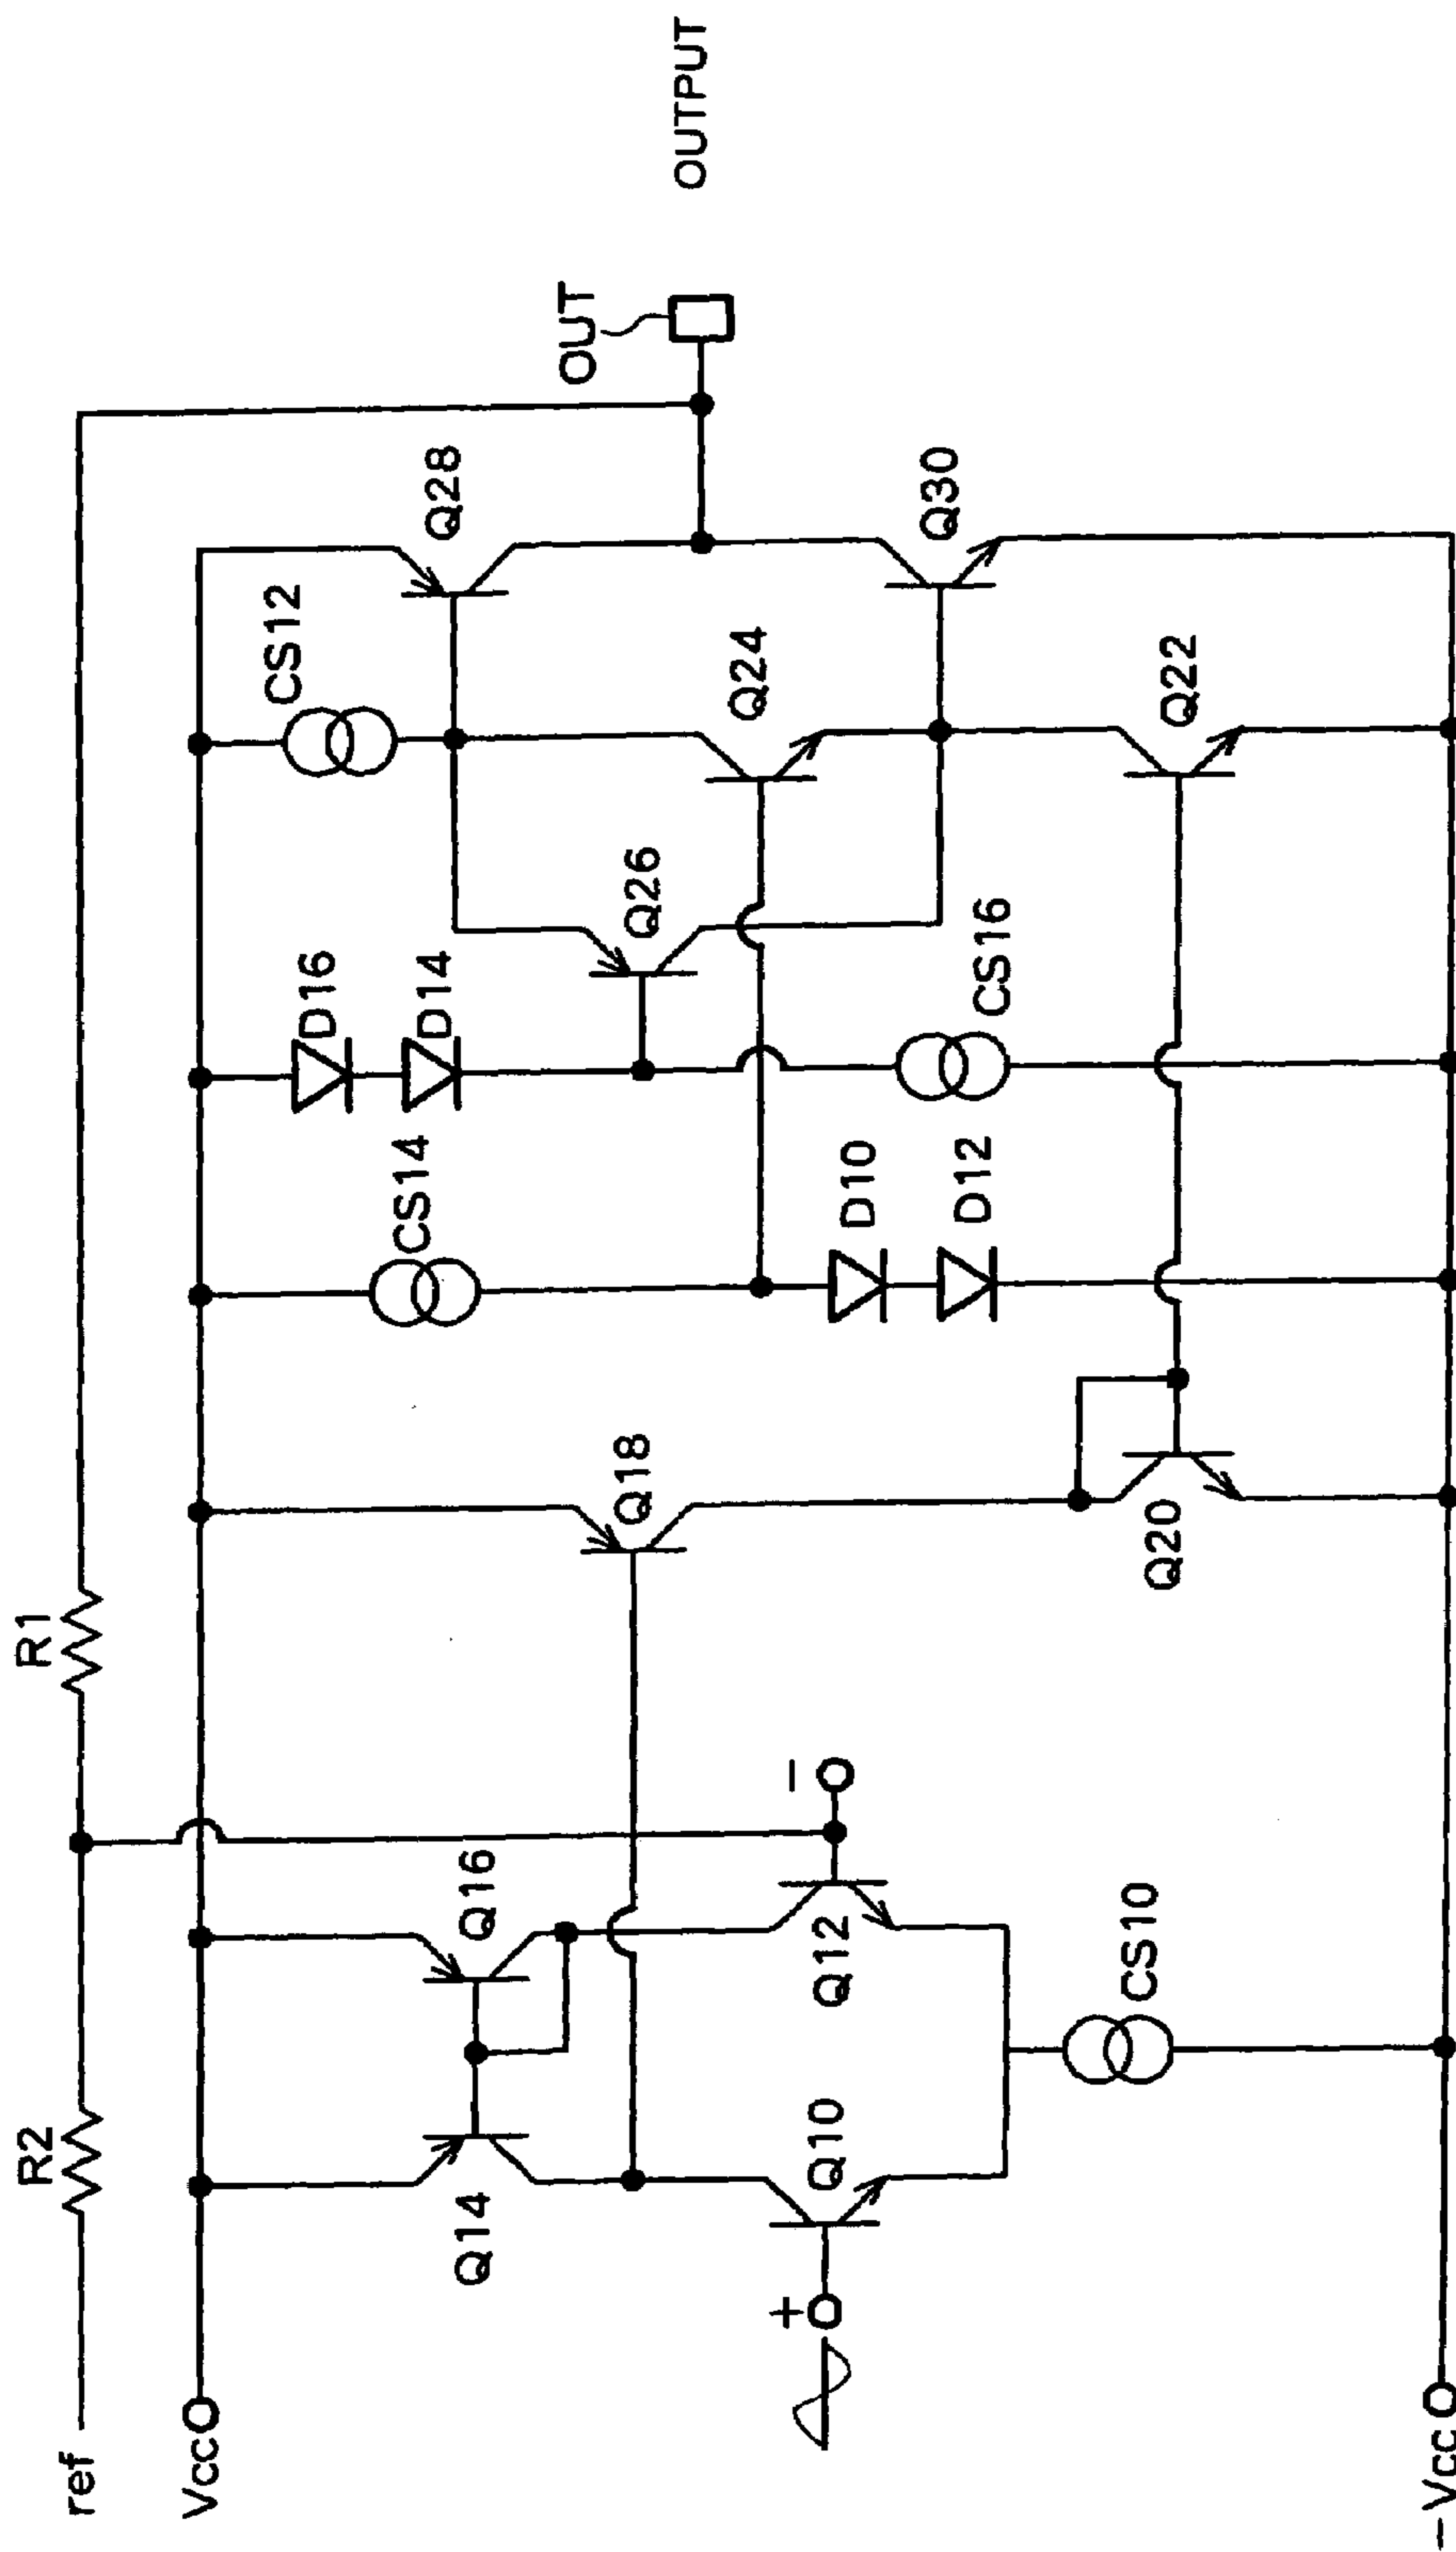 R2
R1
ref
Vcc
Q14
Q16
Q18
CS14
D16
D14
CS12
Q28
OUT
OUTPUT
Q26
Q24
Q30
+
Q10
Q12
−
D10
D12
CS16
Q22
CS10
Q20
−Vcc